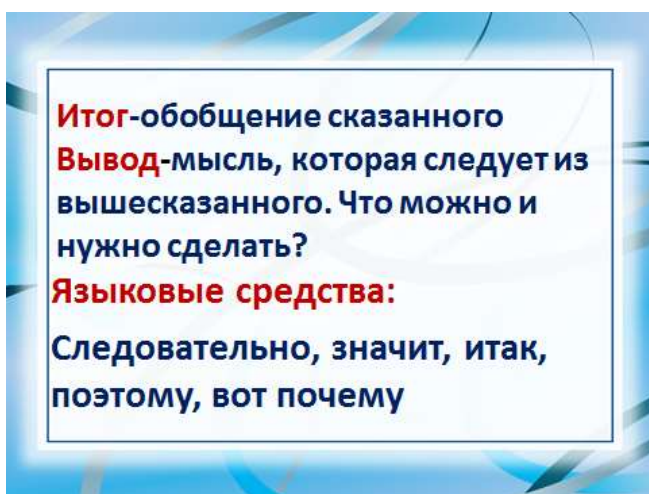 Итог-обобщение сказанного
Вывод-мысль, которая следует из
вышесказанного. Что можно и
нужно сделать?
Языковые средства:
Следовательно, значит, итак,
поэтому, вот почему